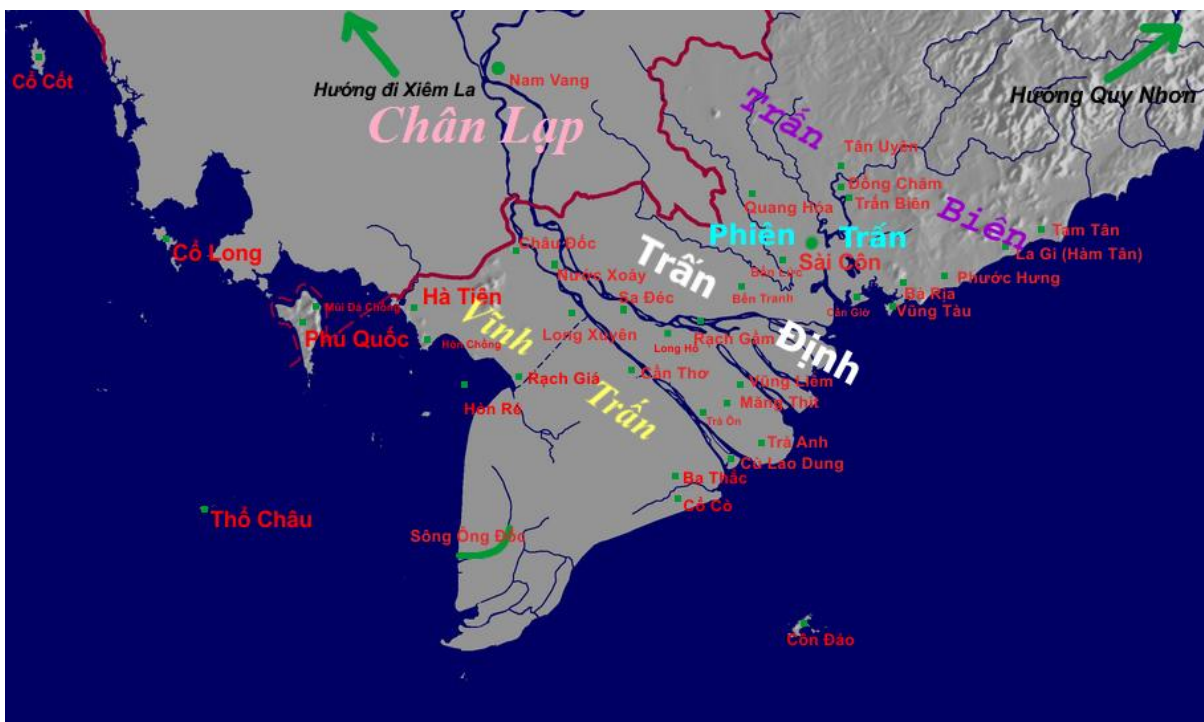 Cổ Cốt
Hướng đi Xiêm La
Nam Vang
Hướng Quy Nhơn
Chân Lạp
Trấn
Tân Uyên
Đồng Chàm
Trấn Biên
Quang Hóa
Biên
Tam Tân
Phiên
Trấn
La Gi (Hàm Tân)
Cổ Long
Châu Đốc
Trấn
Sài Côn
Nước Xoáy
Bến Lức
Phước Hưng
Bà Rịa
Hà Tiên
Mũi Đá Chồng
Sa Đéc
Bến Tranh
Cần Giờ
Vũng Tàu
Vĩnh
Định
Phú Quốc
Long Xuyên
Rạch Gầm
Hòn Chông
Long Hồ
Rạch Giá
Cần Thơ
Vũng Liêm
Hòn Rỏ
Trấn
Măng Thít
Trà Ôn
Trà Anh
Cù Lao Dung
Ba Thắc
Cổ Cò
Thổ Châu
Sông Ông Đốc
Côn Đảo